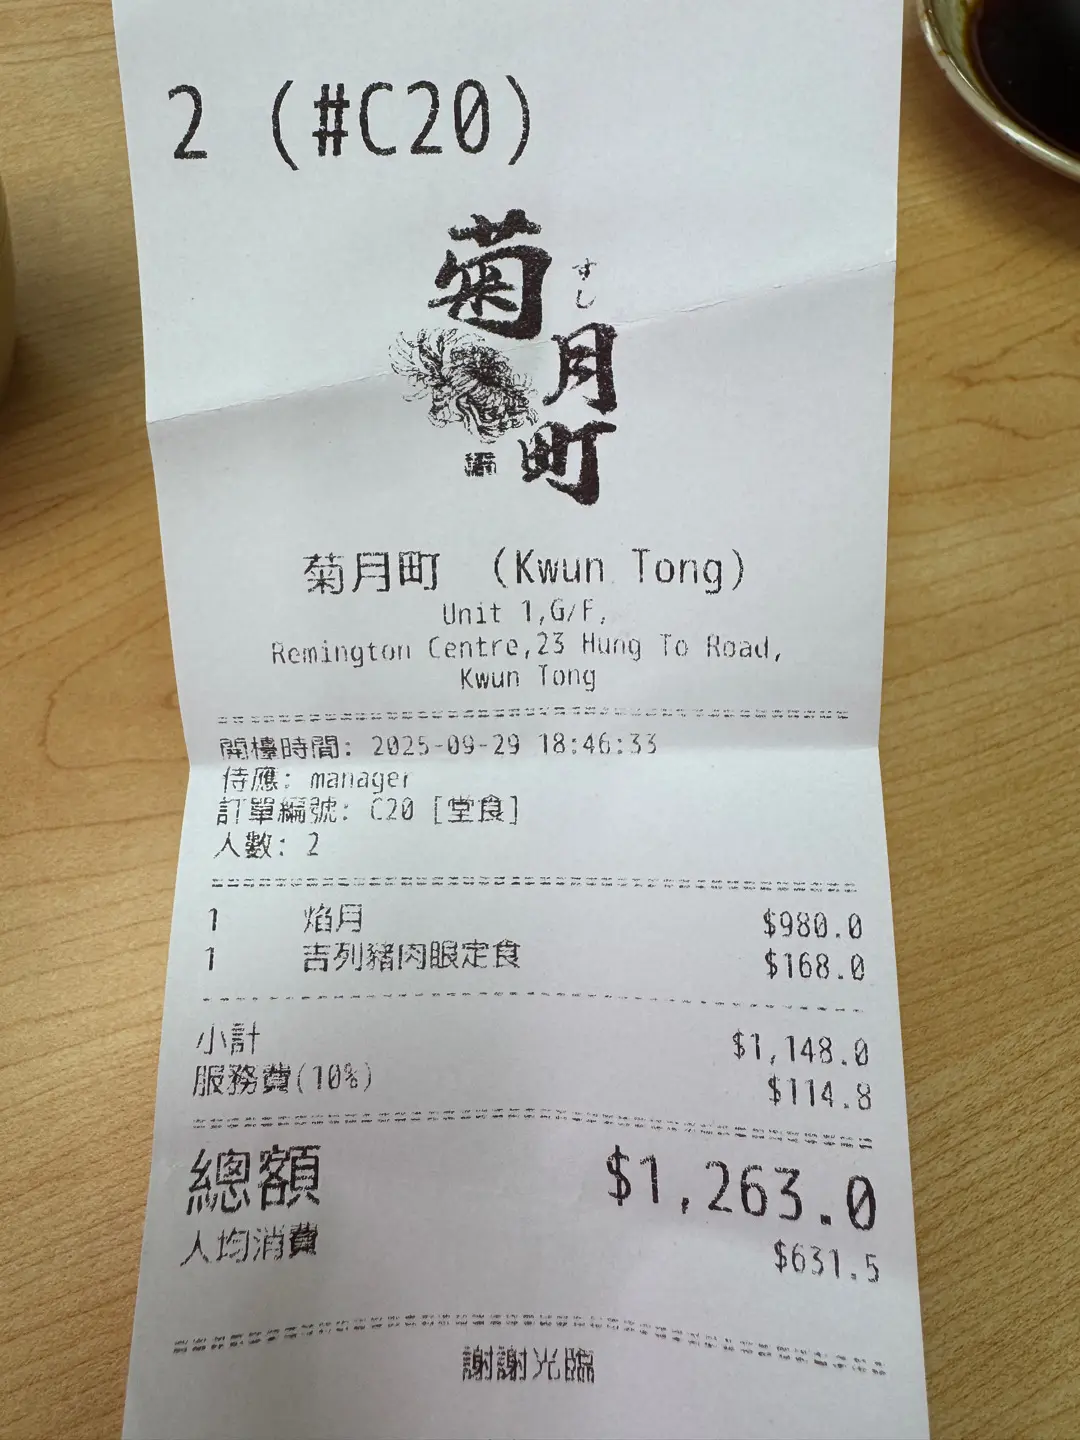 2 (#C20)
菊月町
すし
菊月町 (Kwun Tong)
Unit 1,G/F,
Remington Centre,23 Hung To Road,
Kwun Tong
開檯時間: 2025-09-29 18:46:33
侍應: manager
訂單編號: C20 [堂食]
人數: 2
1 焰月 $980.0
1 吉列豬肉眼定食 $168.0
小計 $1,148.0
服務費(10%) $114.8
總額 $1,263.0
人均消費 $631.5
謝謝光臨